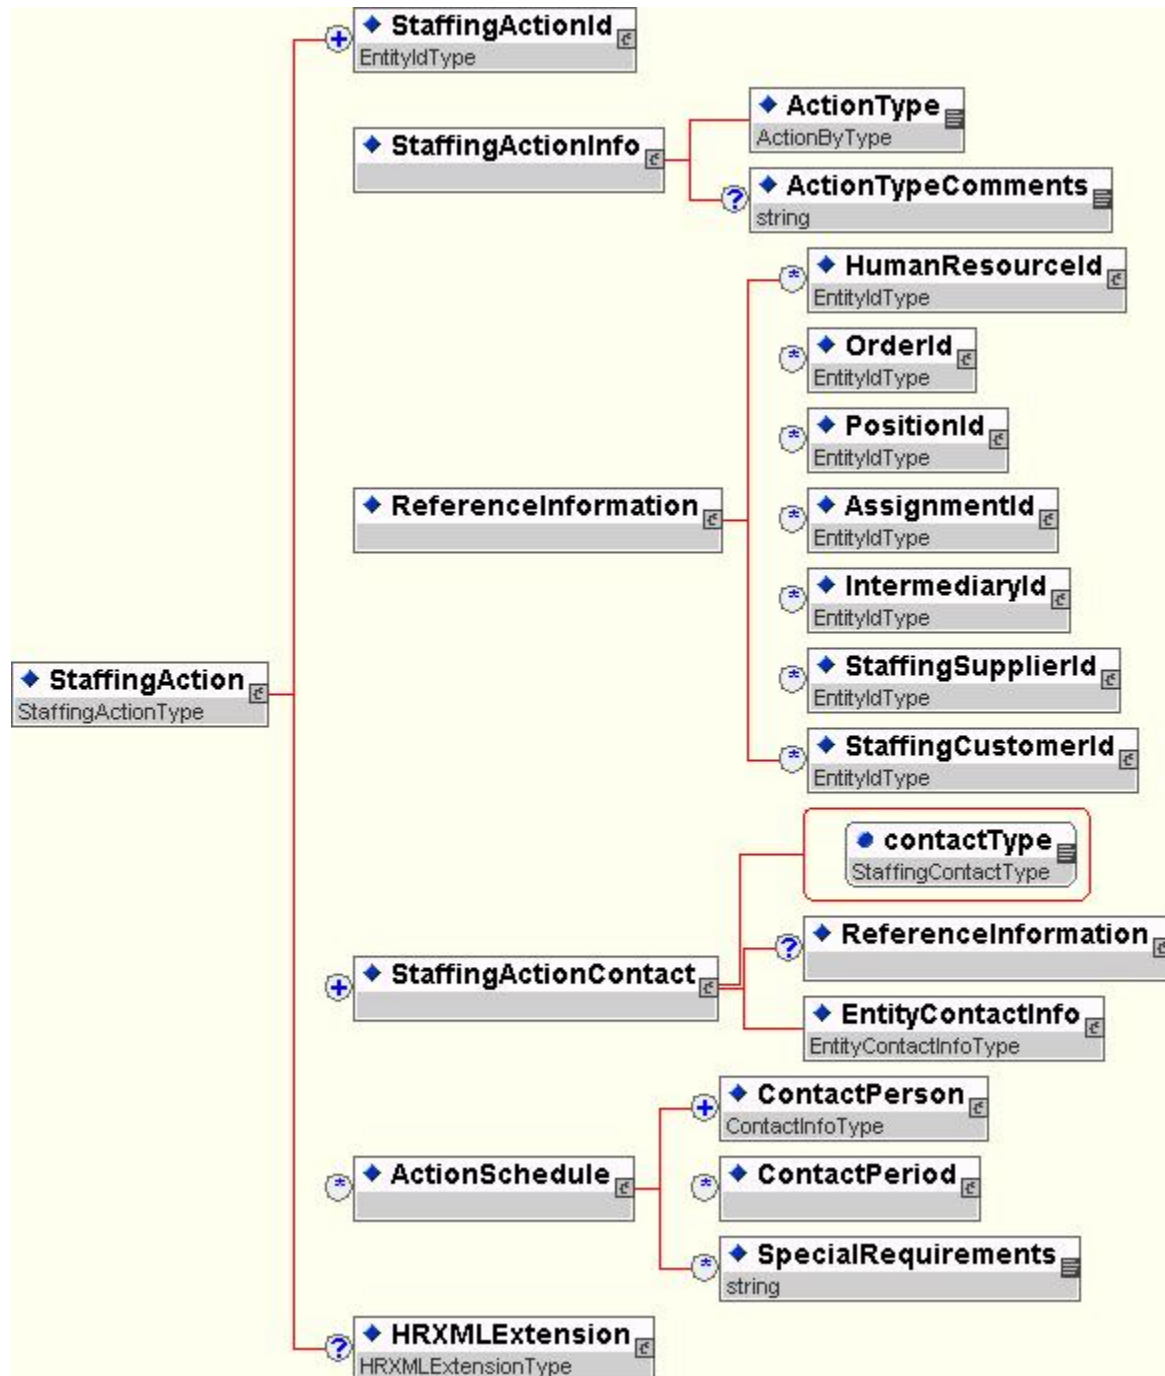 StaffingActionId
EntityIdType
ActionType
ActionByType
StaffingActionInfo
ActionTypeComments
string
HumanResourceId
EntityIdType
OrderId
EntityIdType
PositionId
EntityIdType
ReferenceInformation
AssignmentId
EntityIdType
IntermediaryId
EntityIdType
StaffingAction
StaffingActionType
StaffingSupplierId
EntityIdType
StaffingCustomerId
EntityIdType
contactType
StaffingContactType
ReferenceInformation
StaffingActionContact
EntityContactInfo
EntityContactInfoType
ContactPerson
ContactInfoType
ActionSchedule
ContactPeriod
SpecialRequirements
string
HRXMLExtension
HRXMLExtensionType